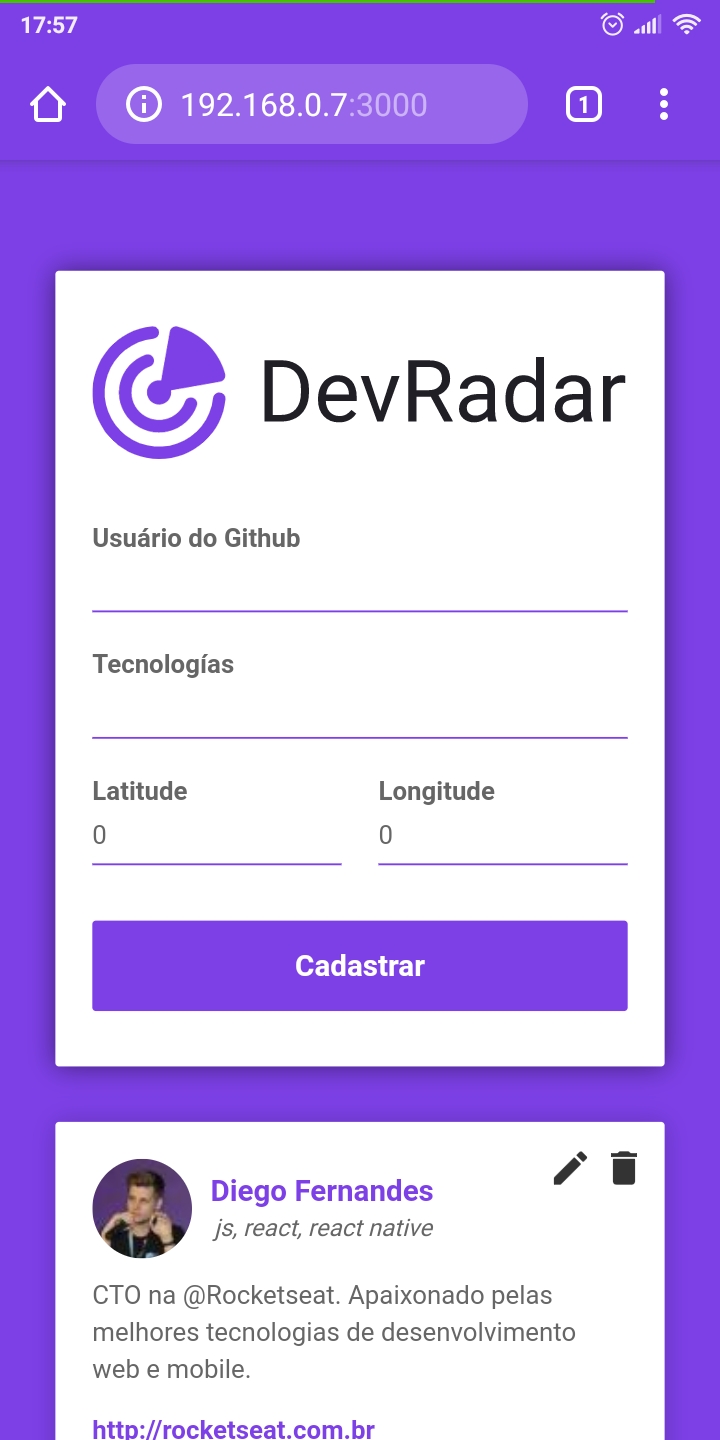 17:57
192.168.0.7:3000
1
DevRadar
Usuário do Github
Tecnologías
Latitude
Longitude
0
0
Cadastrar
Diego Fernandes
js, react, react native
CTO na @Rocketseat. Apaixonado pelas
melhores tecnologias de desenvolvimento
web e mobile.
http://rocketseat.com.br